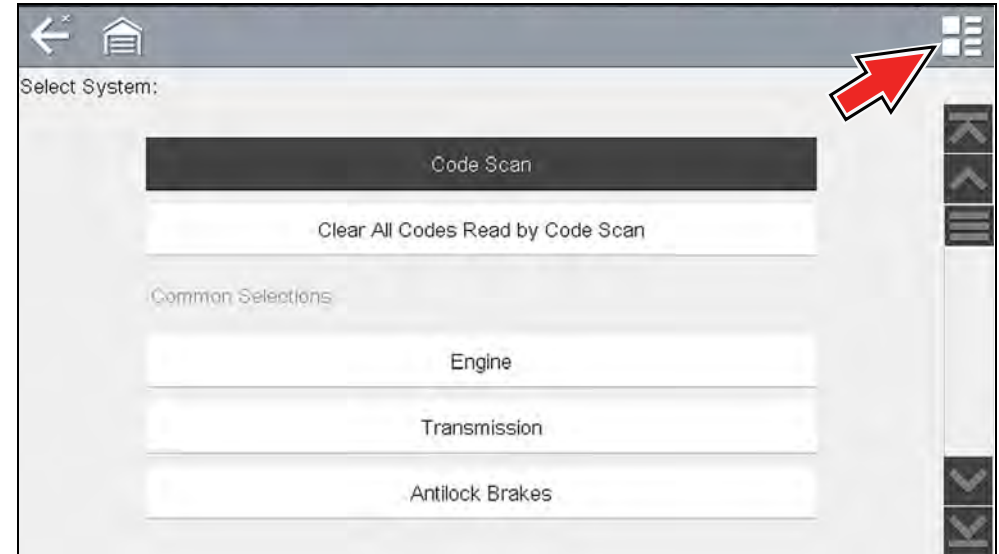 Select System:
Code Scan
Clear All Codes Read by Code Scan
Common Selections
Engine
Transmission
Antilock Brakes